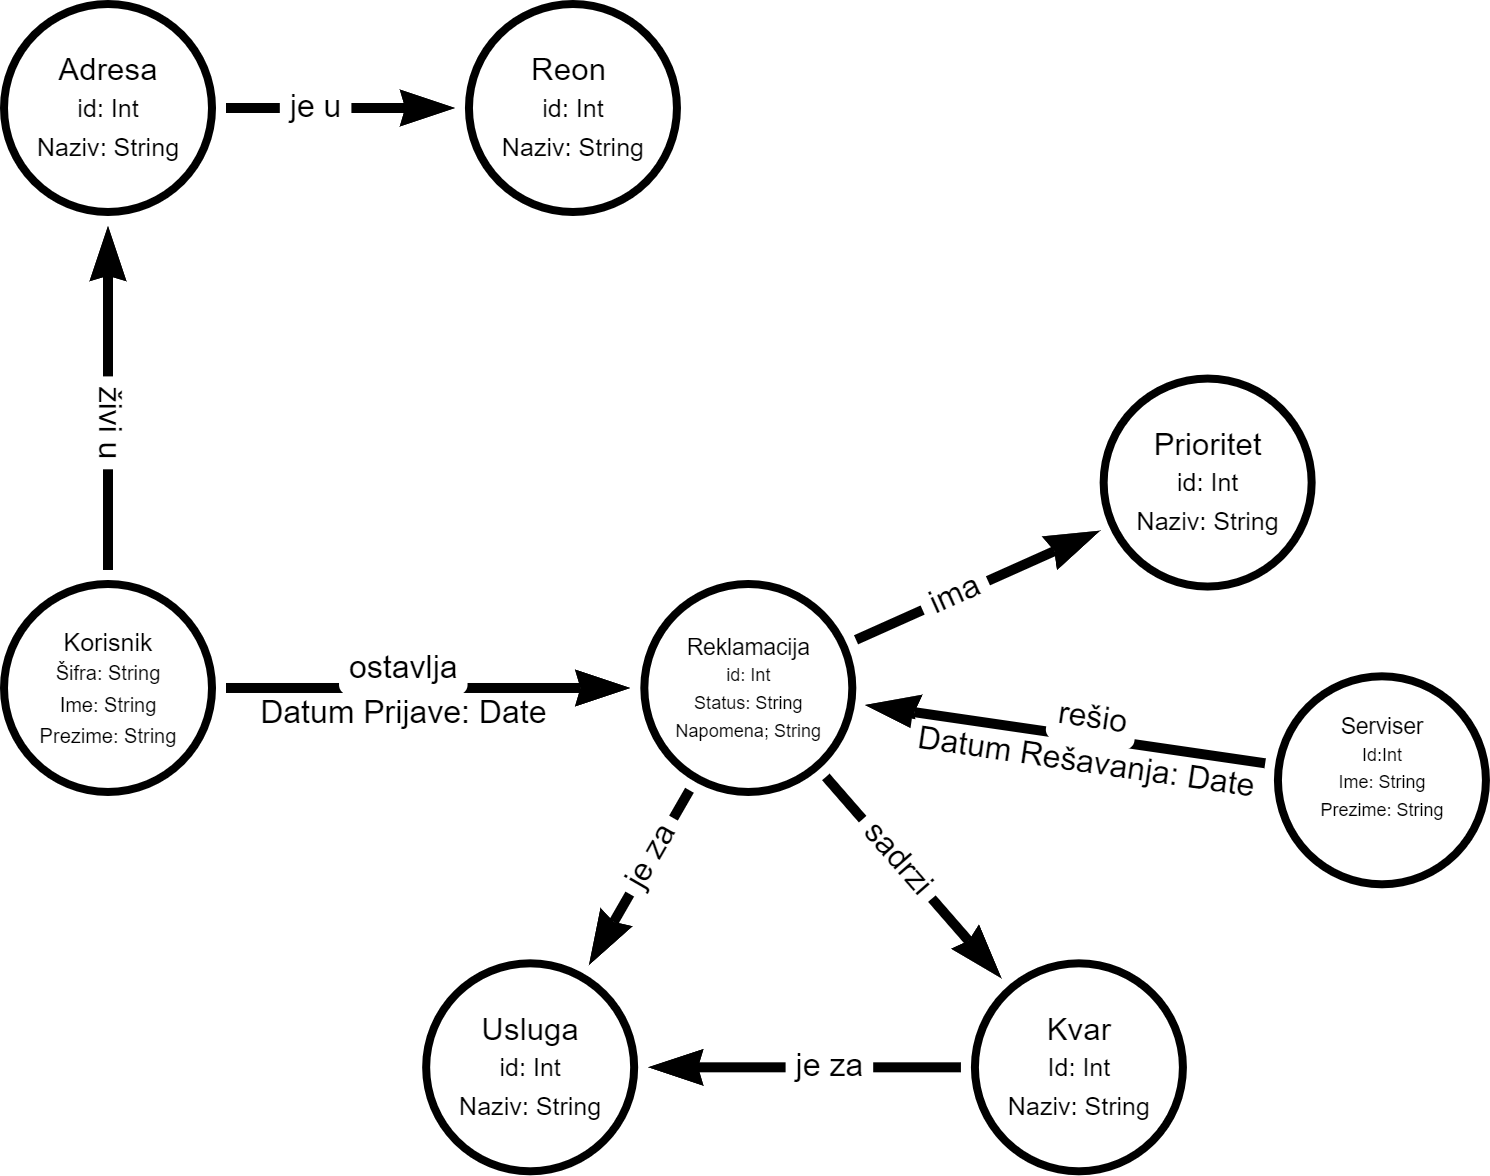 Adresa
id: Int
Naziv: String
je u
Reon
id: Int
Naziv: String
živi u
Prioritet
id: Int
Naziv: String
ima
Korisnik
Šifra: String
Ime: String
Prezime: String
ostavlja
Datum Prijave: Date
Reklamacija
id: Int
Status: String
Napomena; String
rešio
Datum Rešavanja: Date
Serviser
Id:Int
Ime: String
Prezime: String
je za
sadrzi
Usluga
id: Int
Naziv: String
je za
Kvar
Id: Int
Naziv: String